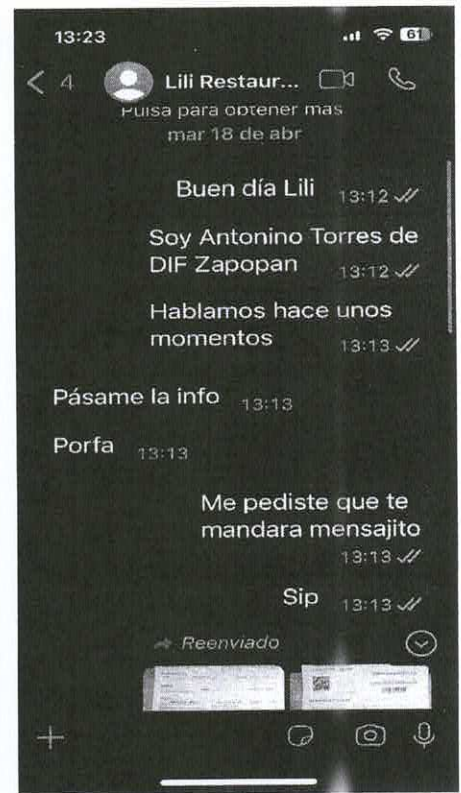 13:23
61
4 Lili Restaur...
Pulsa para obtener más
mar 18 de abr
Buen día Lili 13:12
Soy Antonino Torres de
DIF Zapopan 13:12
Hablamos hace unos
momentos 13:13
Pásame la info 13:13
Porfa 13:13
Me pediste que te
mandara mensajito
13:13
Sip 13:13
Reenviado